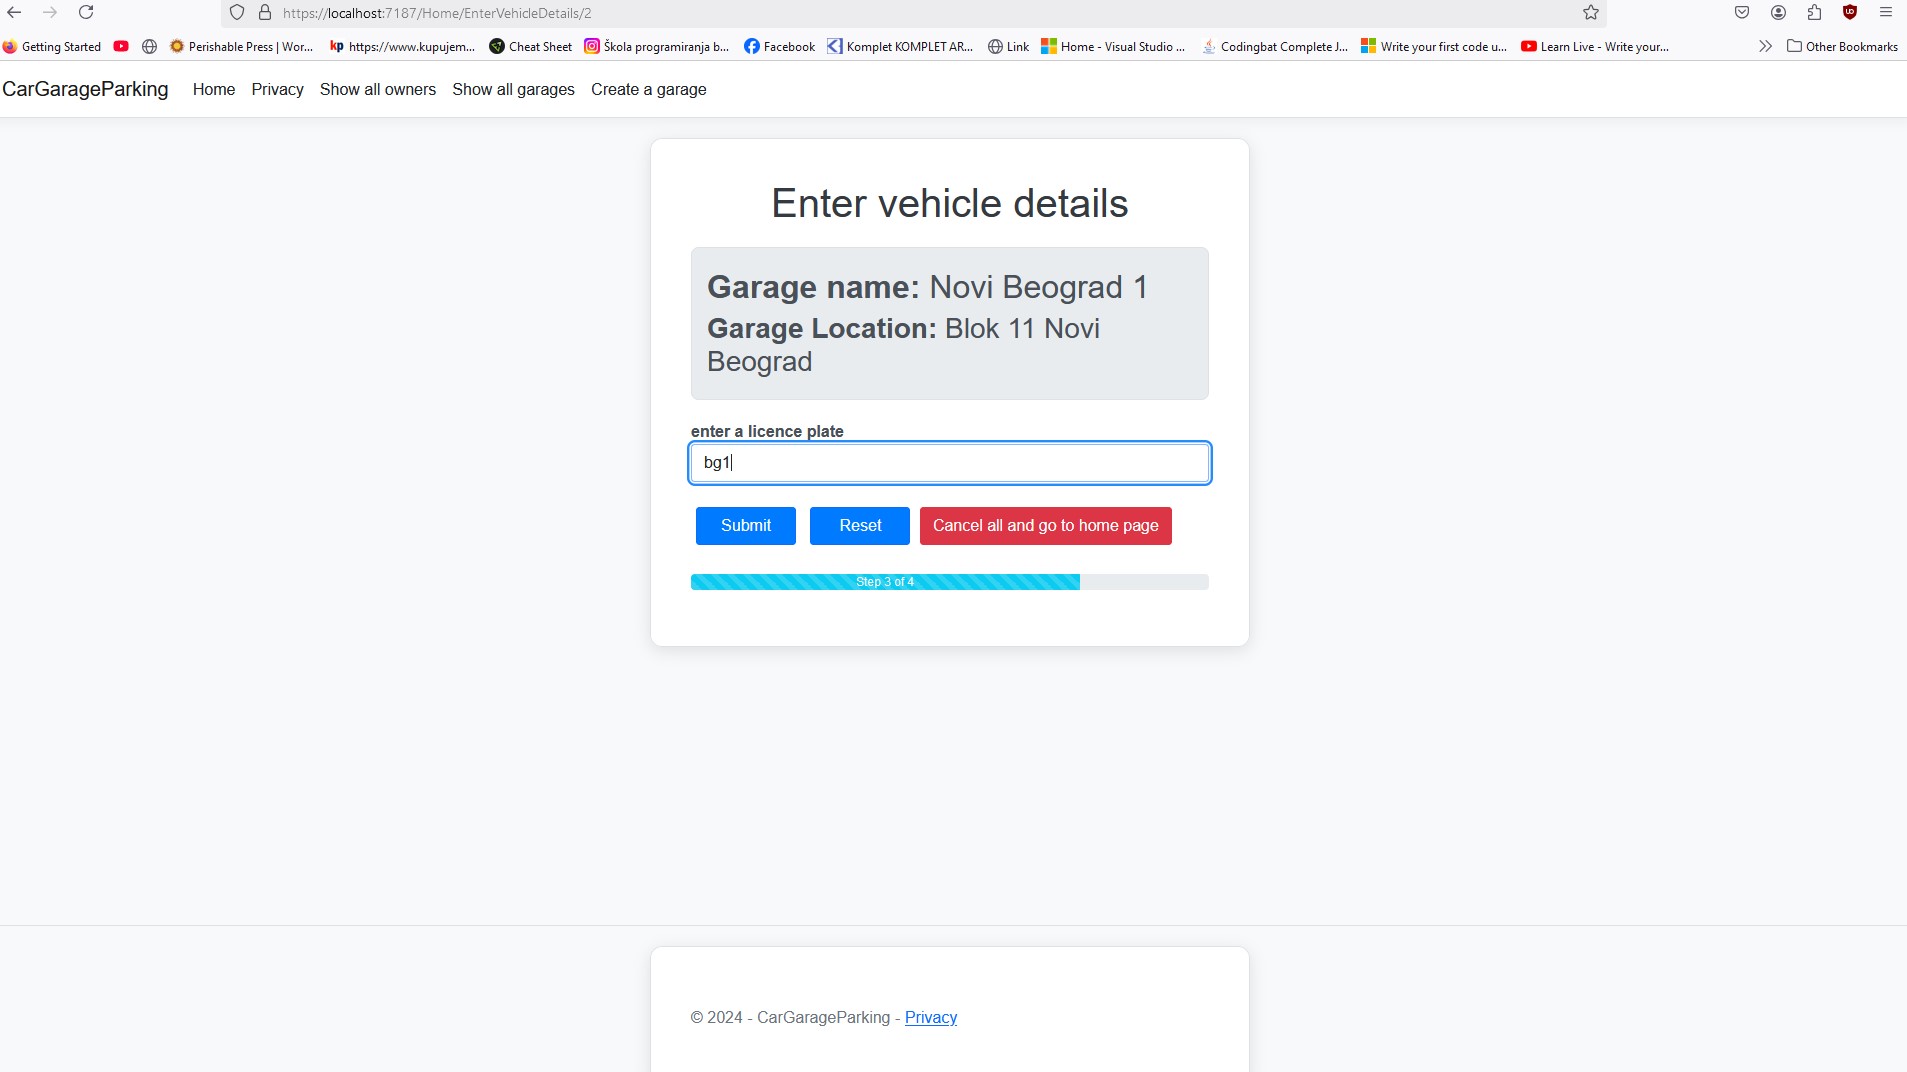 https://localhost:7187/Home/EnterVehicleDetails/2
Getting Started Perishable Press | Wor... kp https://www.kupujem... Cheat Sheet Škola programiranja b... Facebook Komplet KOMPLET AR... Link Home - Visual Studio ... Codingbat Complete J... Write your first code u... Learn Live - Write your... Other Bookmarks
CarGarageParking Home Privacy Show all owners Show all garages Create a garage
Enter vehicle details
Garage name: Novi Beograd 1
Garage Location: Blok 11 Novi
Beograd
enter a licence plate
bg1
Submit Reset Cancel all and go to home page
Step 3 of 4
© 2024 - CarGarageParking - Privacy